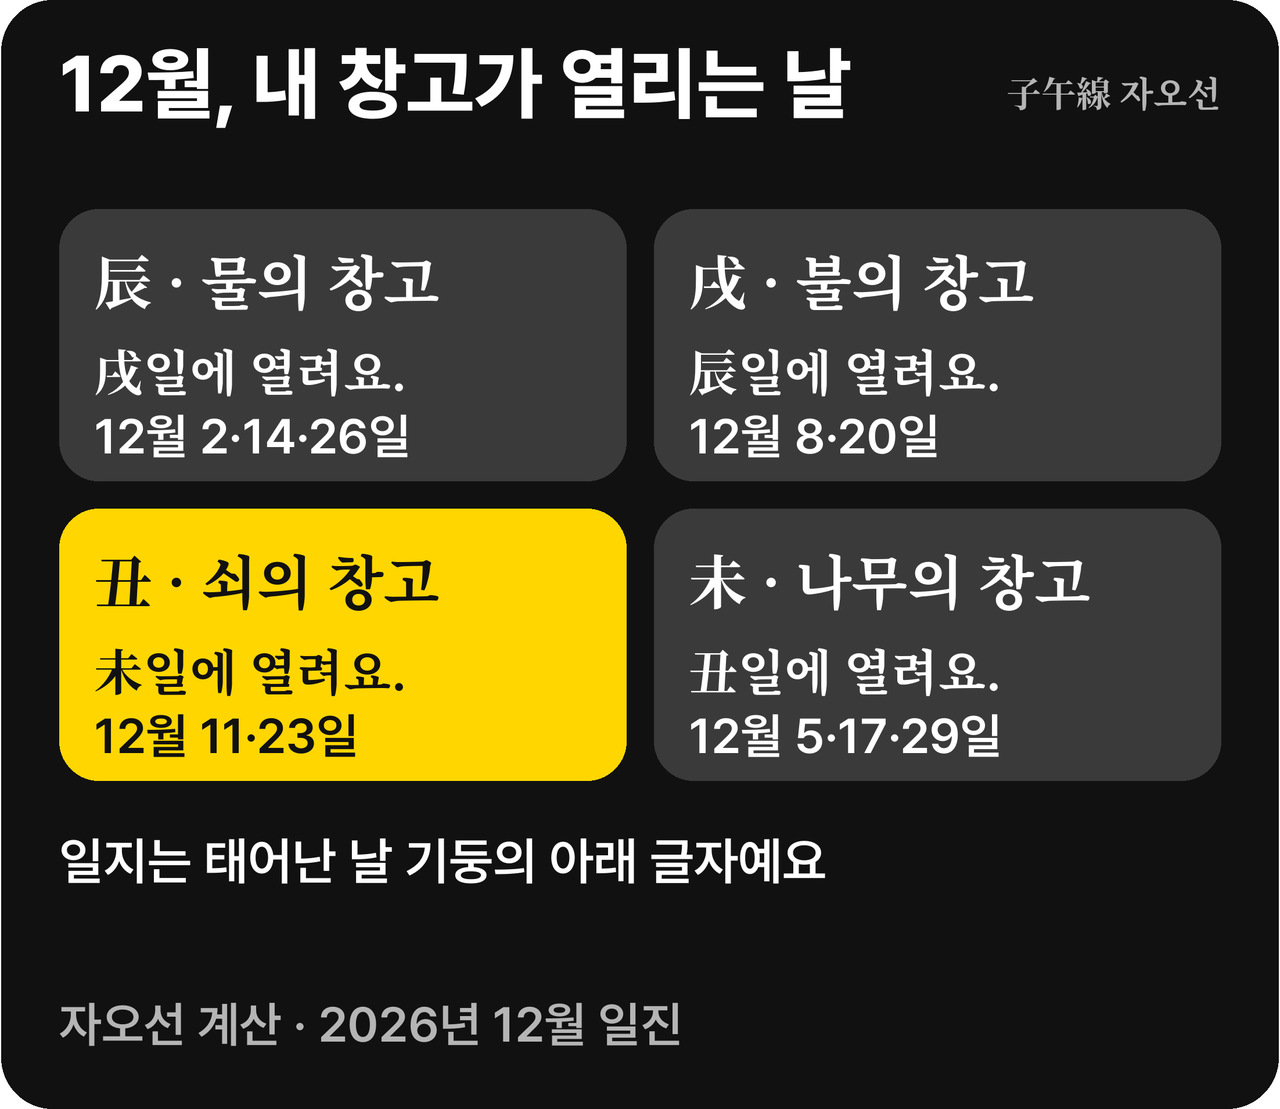 12월, 내 창고가 열리는 날
子午線 자오선
辰 · 물의 창고
戌일에 열려요.
12월 2·14·26일
戌 · 불의 창고
辰일에 열려요.
12월 8·20일
丑 · 쇠의 창고
未일에 열려요.
12월 11·23일
未 · 나무의 창고
丑일에 열려요.
12월 5·17·29일
일지는 태어난 날 기둥의 아래 글자예요
자오선 계산 · 2026년 12월 일진